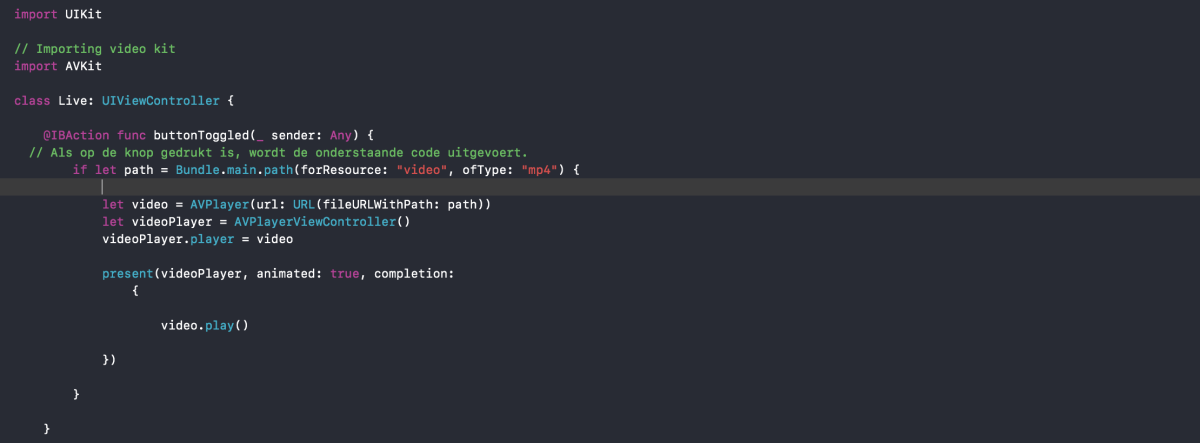 import UIKit
// Importing video kit
import AVKit
class Live: UIViewController {
@IBAction func buttonToggled(_ sender: Any) {
// Als op de knop gedrukt is, wordt de onderstaande code uitgevoert.
if let path = Bundle.main.path(forResource: "video", ofType: "mp4") {
let video = AVPlayer(url: URL(fileURLWithPath: path))
let videoPlayer = AVPlayerViewController()
videoPlayer.player = video
present(videoPlayer, animated: true, completion:
{
video.play()
})
}
}